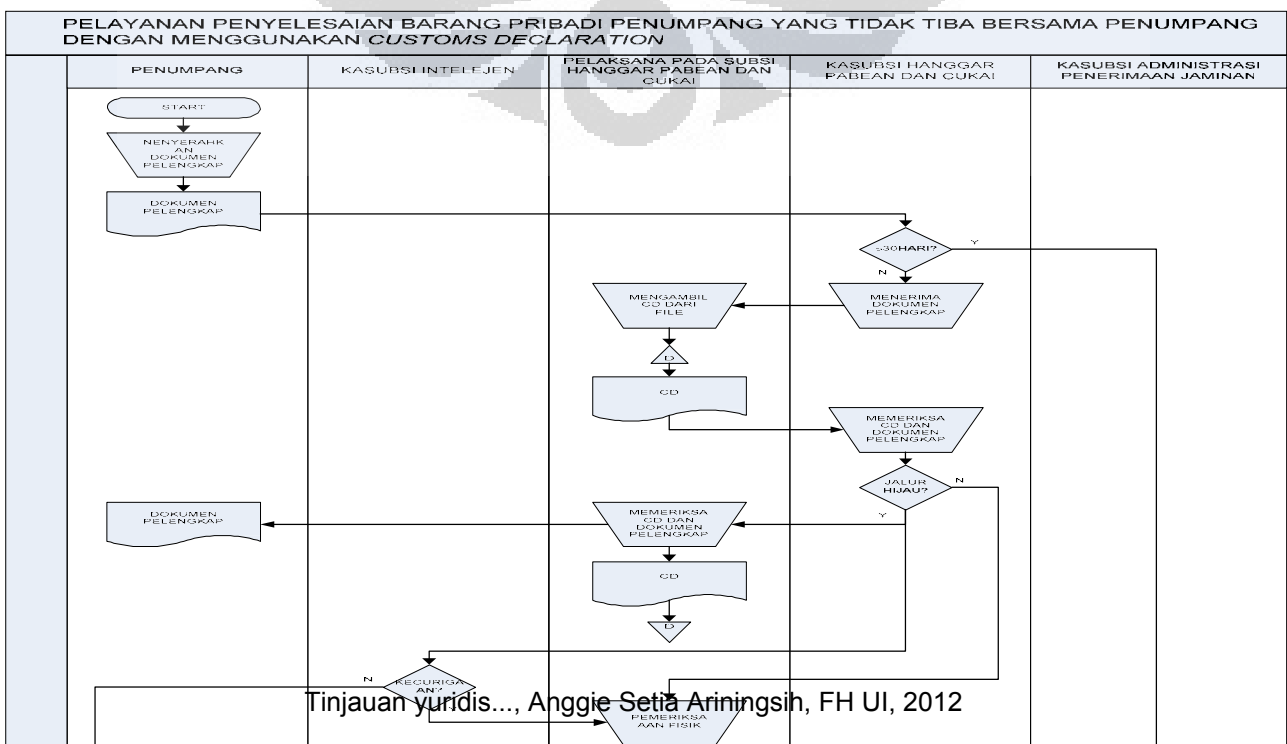 PELAYANAN PENYELESAIAN BARANG PRIBADI PENUMPANG YANG TIDAK TIBA BERSAMA PENUMPANG
DENGAN MENGGUNAKAN CUSTOMS DECLARATION
PENUMPANG
KASUBSI INTELEJEN
PELAKSANA PADA SUBSI
HANGGAR PABEAN DAN
CUKAI
KASUBSI HANGGAR
PABEAN DAN CUKAI
KASUBSI ADMINISTRASI
PENERIMAAN JAMINAN
START
NENYERAHK
AN
DOKUMEN
PELENGKAP
DOKUMEN
PELENGKAP
≤30HARI?
Y
N
MENGAMBIL
CD DARI
FILE
MENERIMA
DOKUMEN
PELENGKAP
D
CD
MEMERIKSA
CD DAN
DOKUMEN
PELENGKAP
JALUR
HIJAU?
N
Y
DOKUMEN
PELENGKAP
MEMERIKSA
CD DAN
DOKUMEN
PELENGKAP
CD
D
N
KECURIGA
AN?
Tinjauan yuridis..., Anggie Setia Ariningsih, FH UI, 2012
PEMERIKSA
AAN FISIK